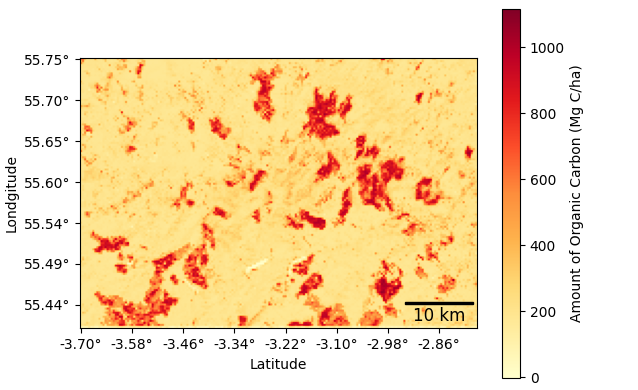 55.75°
55.70°
55.65°
55.60°
55.54°
55.49°
55.44°
Londgitude
-3.70° -3.58° -3.46° -3.34° -3.22° -3.10° -2.98° -2.86°
Latitude
10 km
1000
800
600
400
200
0
Amount of Organic Carbon (Mg C/ha)